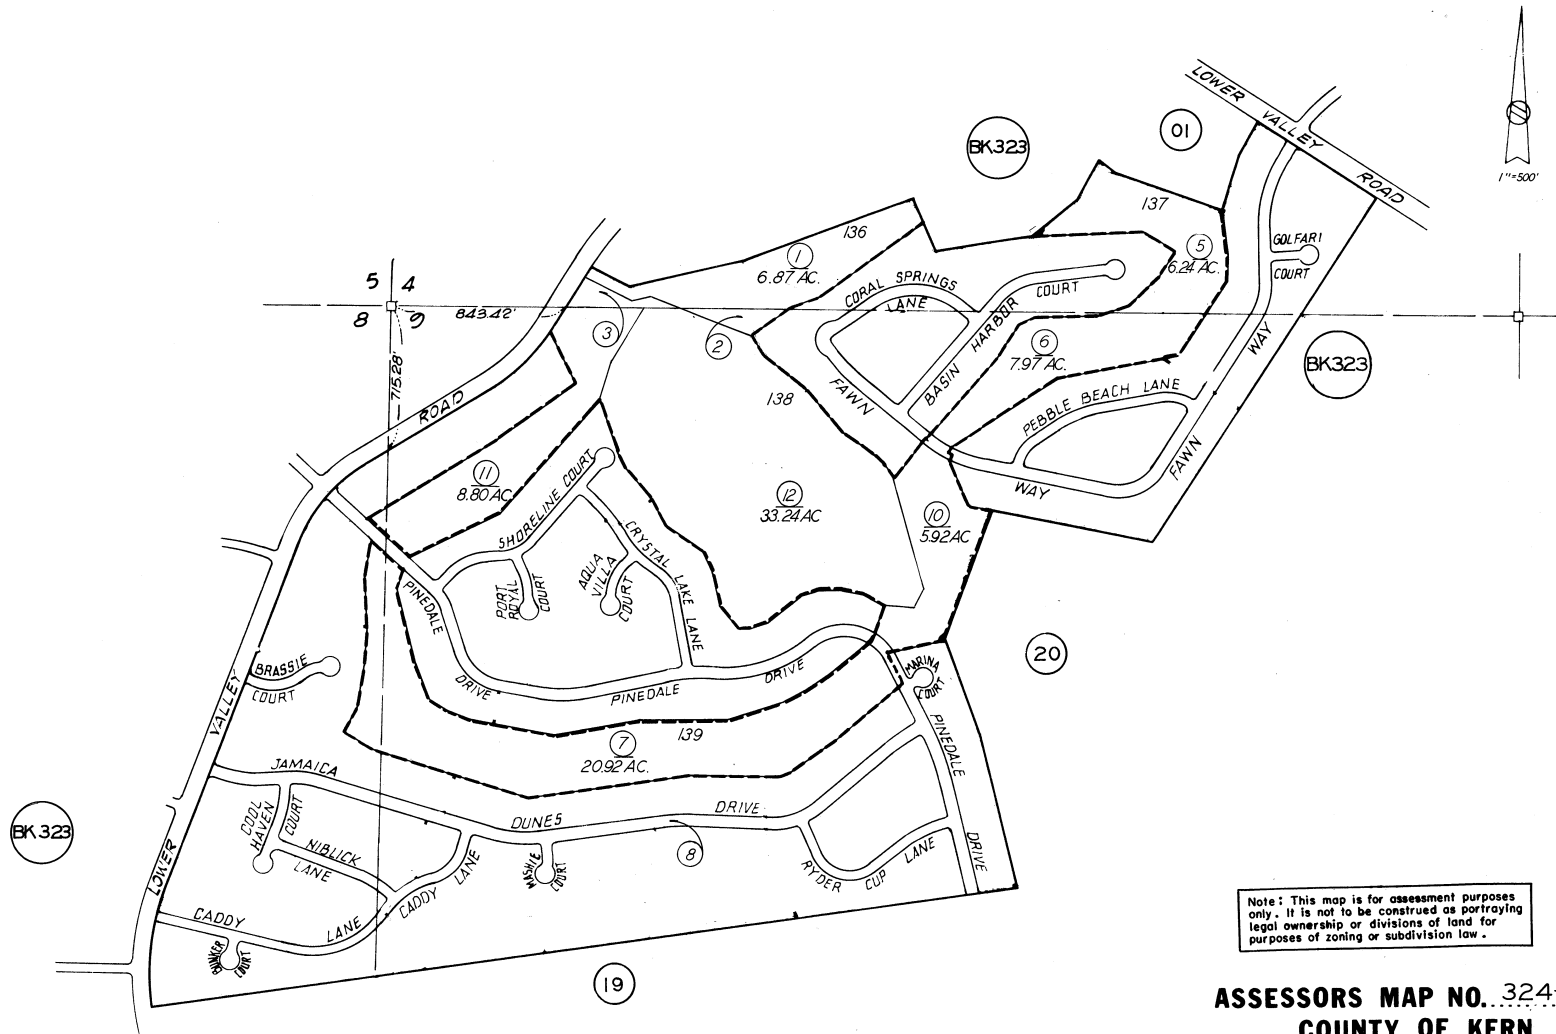 LOWER VALLEY ROAD
01
BK.323
1"=500'
137
136
1
6.87 AC.
5
6.24 AC.
GOLFARI
COURT
5 4
8 9
843.42'
715.28'
3
2
CORAL SPRINGS
LANE
BASIN HARBOR
COURT
6
7.97 AC.
FAWN WAY
BK323
PEBBLE BEACH LANE
138
FAWN
WAY
ROAD
11
8.80 AC.
SHORELINE COURT
12
33.24 AC
10
5.92 AC
CRYSTAL LAKE LANE
AQUA
VILLA
COURT
PORT
ROYAL
COURT
PINEDALE
DRIVE
PINEDALE
DRIVE
MARINA
COURT
20
BRASSIE
COURT
VALLEY
139
7
20.92 AC.
PINEDALE
DRIVE
JAMAICA
DUNES
DRIVE
COOL
HAVEN
COURT
NIBLICK
LANE
BK 323
LOWER
8
MASHIE
COURT
RYDER CUP LANE
CADDY LANE
CADDY
LANE
BUNKER
COURT
19
Note: This map is for assessment purposes
only. It is not to be construed as portraying
legal ownership or divisions of land for
purposes of zoning or subdivision law.
ASSESSORS MAP NO. 324-
COUNTY OF KERN